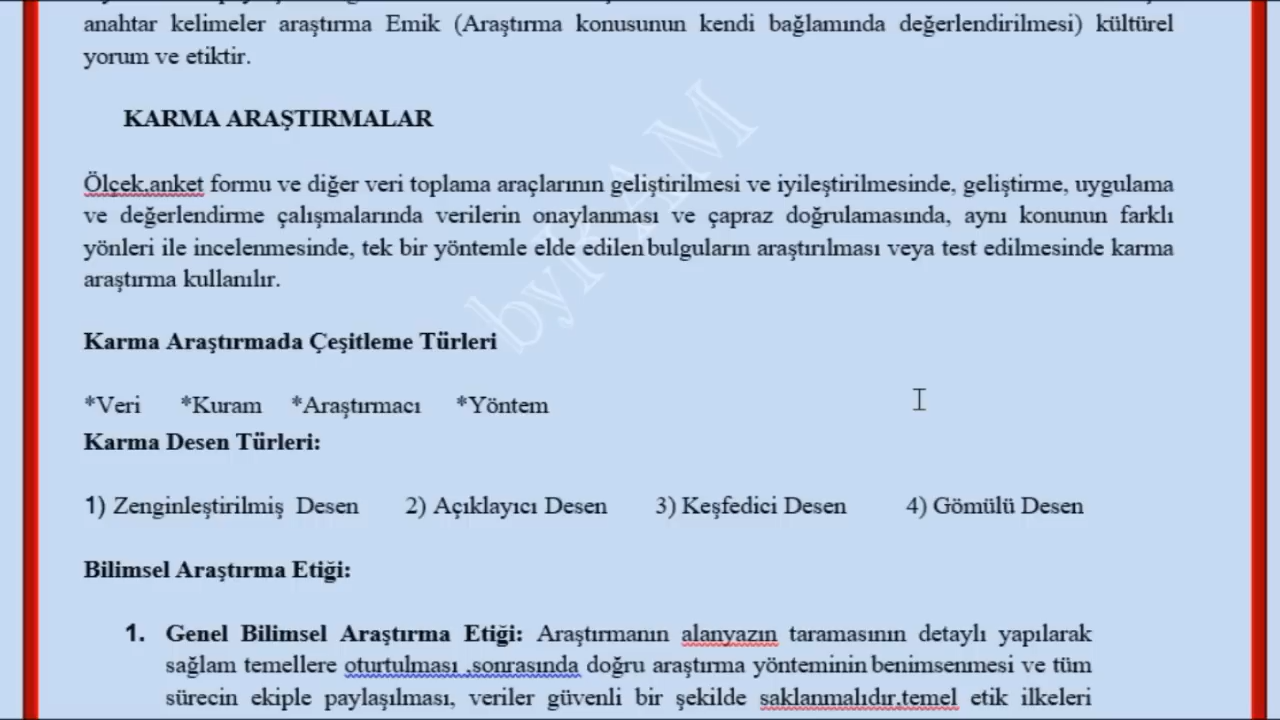 anahtar kelimeler araştırma Emik (Araştırma konusunun kendi bağlamında değerlendirilmesi) kültürel
yorum ve etiktir.
KARMA ARAŞTIRMALAR
Ölçek,anket formu ve diğer veri toplama araçlarının geliştirilmesi ve iyileştirilmesinde, geliştirme, uygulama
ve değerlendirme çalışmalarında verilerin onaylanması ve çapraz doğrulamasında, aynı konunun farklı
yönleri ile incelenmesinde, tek bir yöntemle elde edilen bulguların araştırılması veya test edilmesinde karma
araştırma kullanılır.
Karma Araştırmada Çeşitleme Türleri
*Veri *Kuram *Araştırmacı *Yöntem
Karma Desen Türleri:
1) Zenginleştirilmiş Desen 2) Açıklayıcı Desen 3) Keşfedici Desen 4) Gömülü Desen
Bilimsel Araştırma Etiği:
1. Genel Bilimsel Araştırma Etiği: Araştırmanın alanyazın taramasının detaylı yapılarak
sağlam temellere oturtulması ,sonrasında doğru araştırma yönteminin benimsenmesi ve tüm
sürecin ekiple paylaşılması, veriler güvenli bir şekilde saklanmalıdır,temel etik ilkeleri